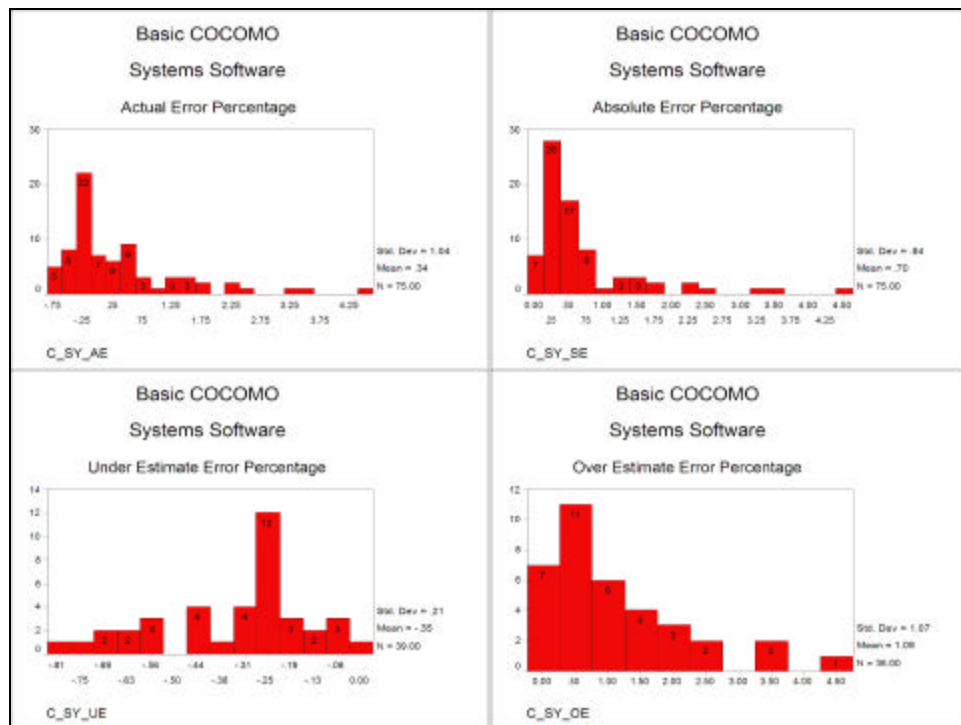 Basic COCOMO
Systems Software
Actual Error Percentage
30
20
10
0
22
Std. Dev = 1.04
Mean = .34
N = 75.00
-.75 .25 1.25 2.25 3.25 4.25
-.25 .75 1.75 2.75 3.75
C_SY_AE
Basic COCOMO
Systems Software
Absolute Error Percentage
30
20
10
0
7 28 17 8 3 3
Std. Dev = .84
Mean = .70
N = 75.00
0.00 .50 1.00 1.50 2.00 2.50 3.00 3.50 4.00 4.50
.25 .75 1.25 1.75 2.25 2.75 3.75 4.25
C_SY_SE
Basic COCOMO
Systems Software
Under Estimate Error Percentage
14
12
10
8
6
4
2
0
2 2 3 4 4 12 3 2 3
Std. Dev = .21
Mean = -.35
N = 39.00
-.81 -.69 -.56 -.44 -.31 -.19 -.06 0.00
-.75 -.63 -.50 -.38 -.25 -.13
C_SY_UE
Basic COCOMO
Systems Software
Over Estimate Error Percentage
12
10
8
6
4
2
0
7 11 6 4 3 2 2 1
Std. Dev = 1.07
Mean = 1.08
N = 36.00
0.00 .50 1.00 1.50 2.00 2.50 3.00 3.50 4.00 4.50
C_SY_OE